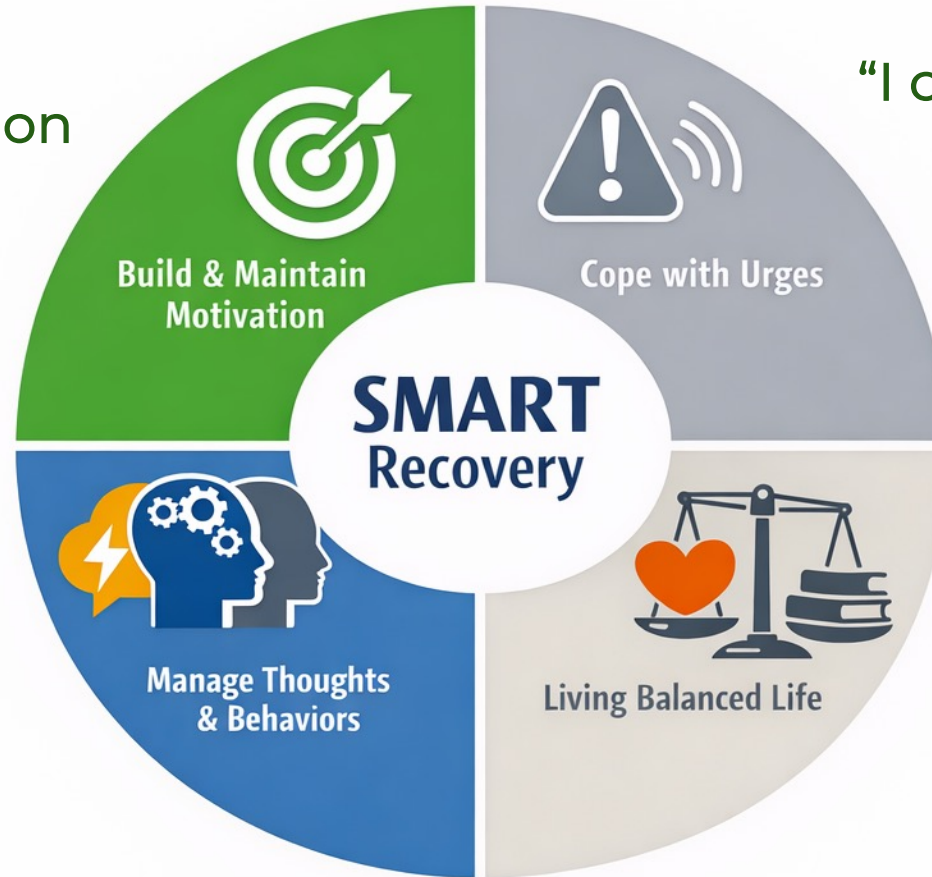 on
“I c
Build & Maintain
Motivation
Cope with Urges
SMART
Recovery
Manage Thoughts
& Behaviors
Living Balanced Life